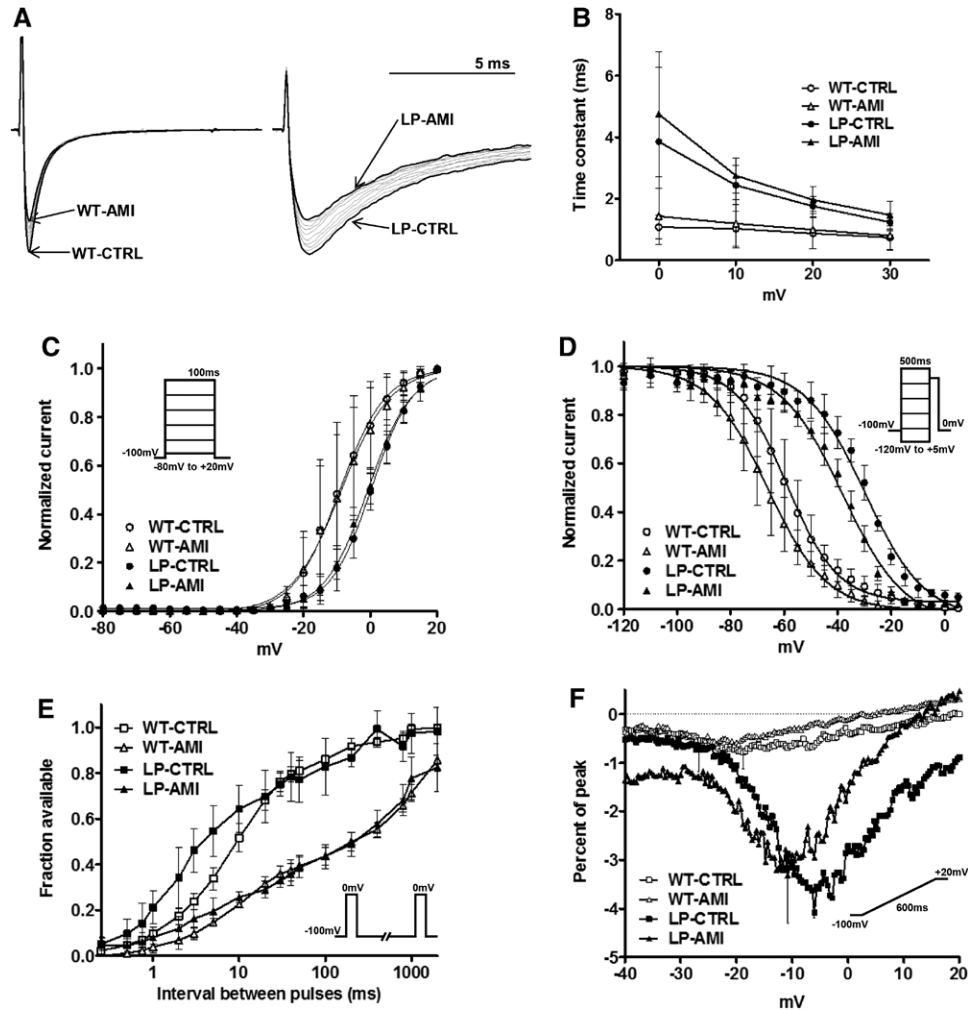 A
5 ms
LP-AMI
WT-AMI
LP-CTRL
WT-CTRL
B
Time constant (ms)
8
6
4
2
0
WT-CTRL
WT-AMI
LP-CTRL
LP-AMI
0 10 20 30
mV
C
Normalized current
1.0
0.8
0.6
0.4
0.2
0.0
100ms
-100mV
-80mV to +20mV
WT-CTRL
WT-AMI
LP-CTRL
LP-AMI
-80 -60 -40 -20 0 20
mV
D
Normalized current
1.0
0.8
0.6
0.4
0.2
0.0
500ms
-100mV
0mV
-120mV to +5mV
WT-CTRL
WT-AMI
LP-CTRL
LP-AMI
-120 -100 -80 -60 -40 -20 0
mV
E
Fraction available
1.0
0.8
0.6
0.4
0.2
0.0
WT-CTRL
WT-AMI
LP-CTRL
LP-AMI
0mV 0mV
-100mV
1 10 100 1000
Interval between pulses (ms)
F
Percent of peak
0
-1
-2
-3
-4
-5
WT-CTRL
WT-AMI
LP-CTRL
LP-AMI
+20mV
600ms
-100mV
-40 -30 -20 -10 0 10 20
mV